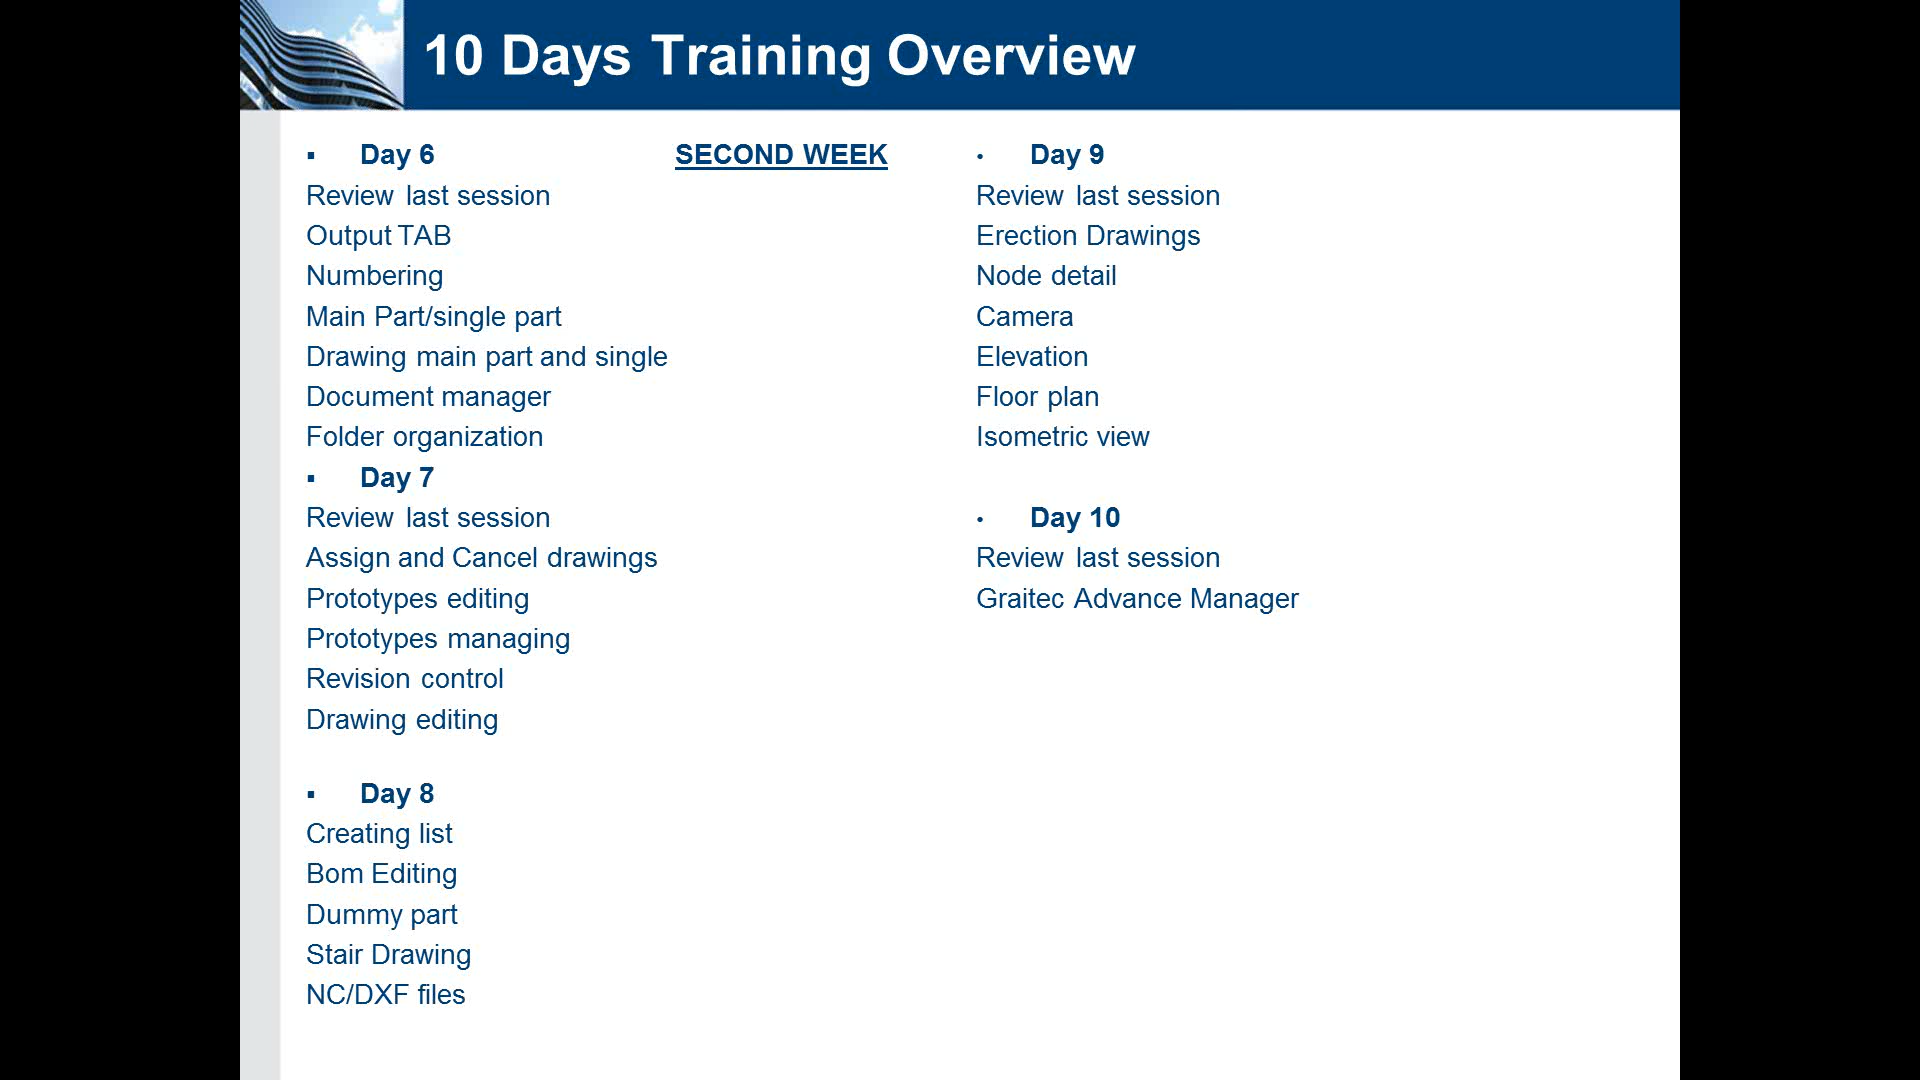 10 Days Training Overview
▪ Day 6 SECOND WEEK
Review last session
Output TAB
Numbering
Main Part/single part
Drawing main part and single
Document manager
Folder organization
▪ Day 7
Review last session
Assign and Cancel drawings
Prototypes editing
Prototypes managing
Revision control
Drawing editing
▪ Day 8
Creating list
Bom Editing
Dummy part
Stair Drawing
NC/DXF files
• Day 9
Review last session
Erection Drawings
Node detail
Camera
Elevation
Floor plan
Isometric view
• Day 10
Review last session
Graitec Advance Manager